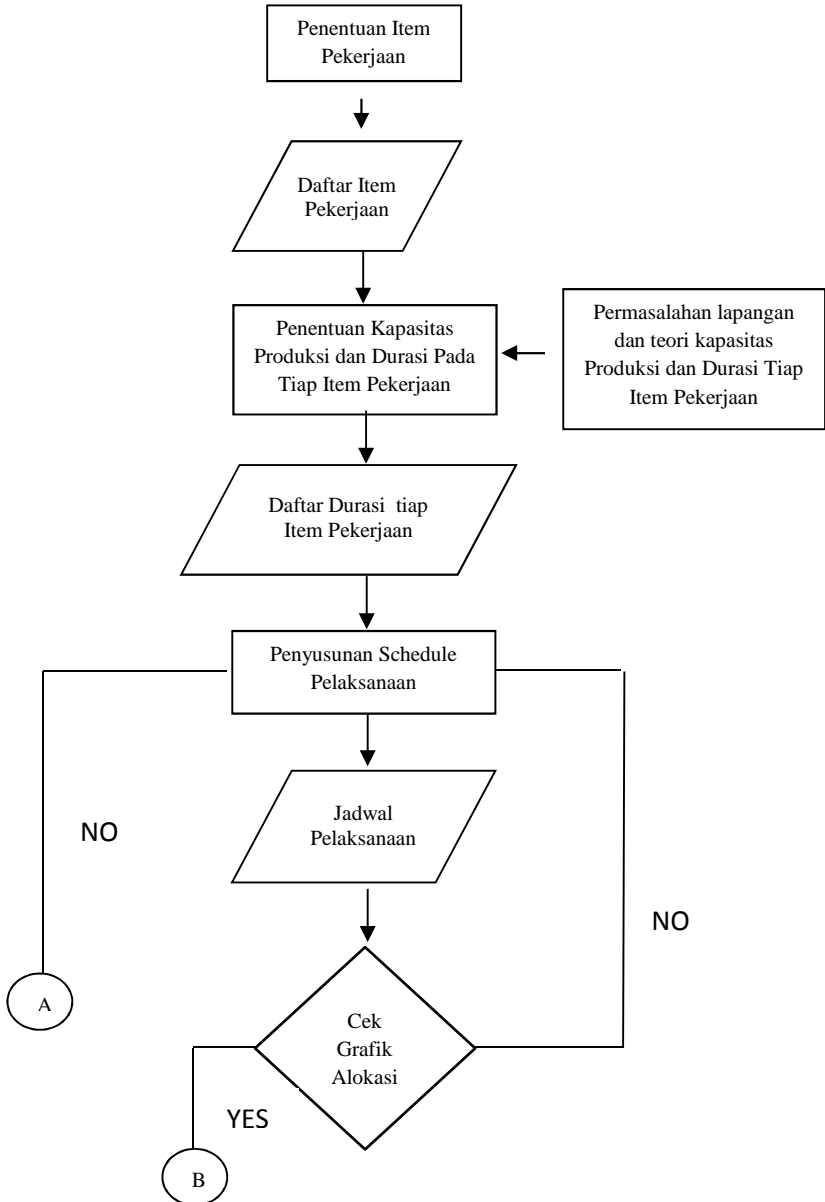 Penentuan Item
Pekerjaan
Daftar Item
Pekerjaan
Penentuan Kapasitas
Produksi dan Durasi Pada
Tiap Item Pekerjaan
Permasalahan lapangan
dan teori kapasitas
Produksi dan Durasi Tiap
Item Pekerjaan
Daftar Durasi tiap
Item Pekerjaan
Penyusunan Schedule
Pelaksanaan
Jadwal
Pelaksanaan
NO
NO
A
Cek
Grafik
Alokasi
YES
B